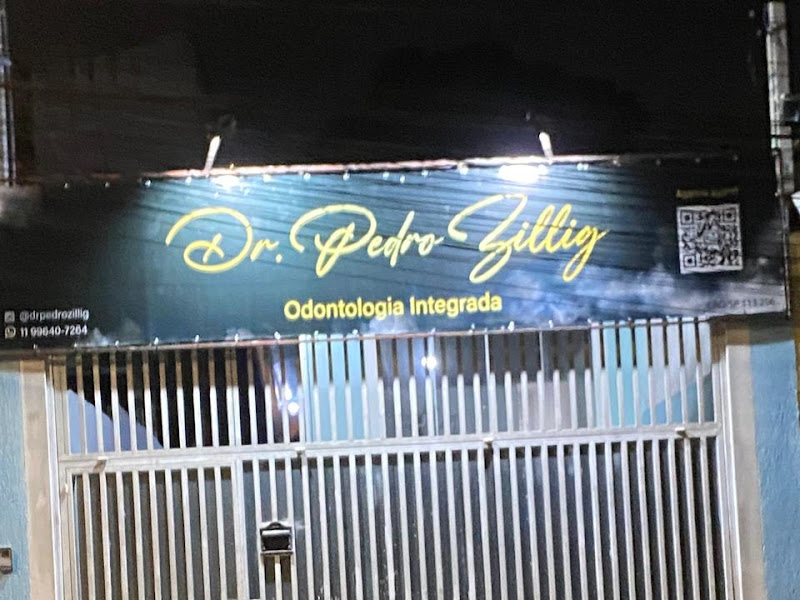 Dr. Pedro Zillig
Odontologia Integrada
@drpedrozillig
11 99640-7264